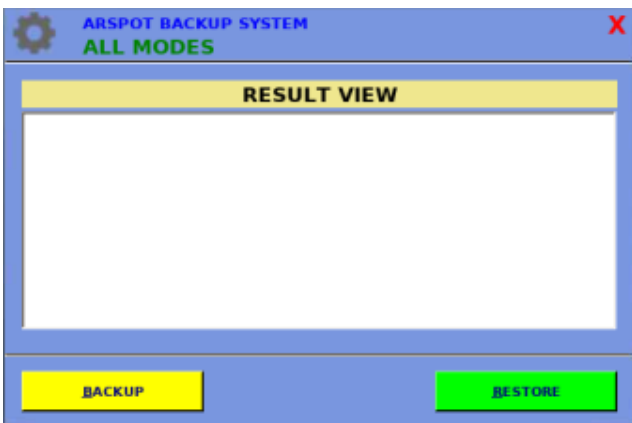 ARSPOT BACKUP SYSTEM
X
ALL MODES
RESULT VIEW
BACKUP
RESTORE